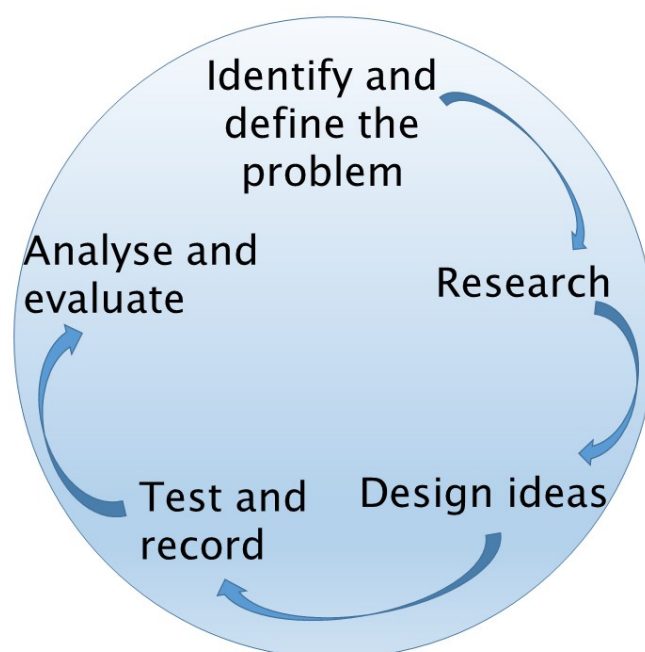 Identify and
define the
problem
Research
Design ideas
Test and
record
Analyse and
evaluate